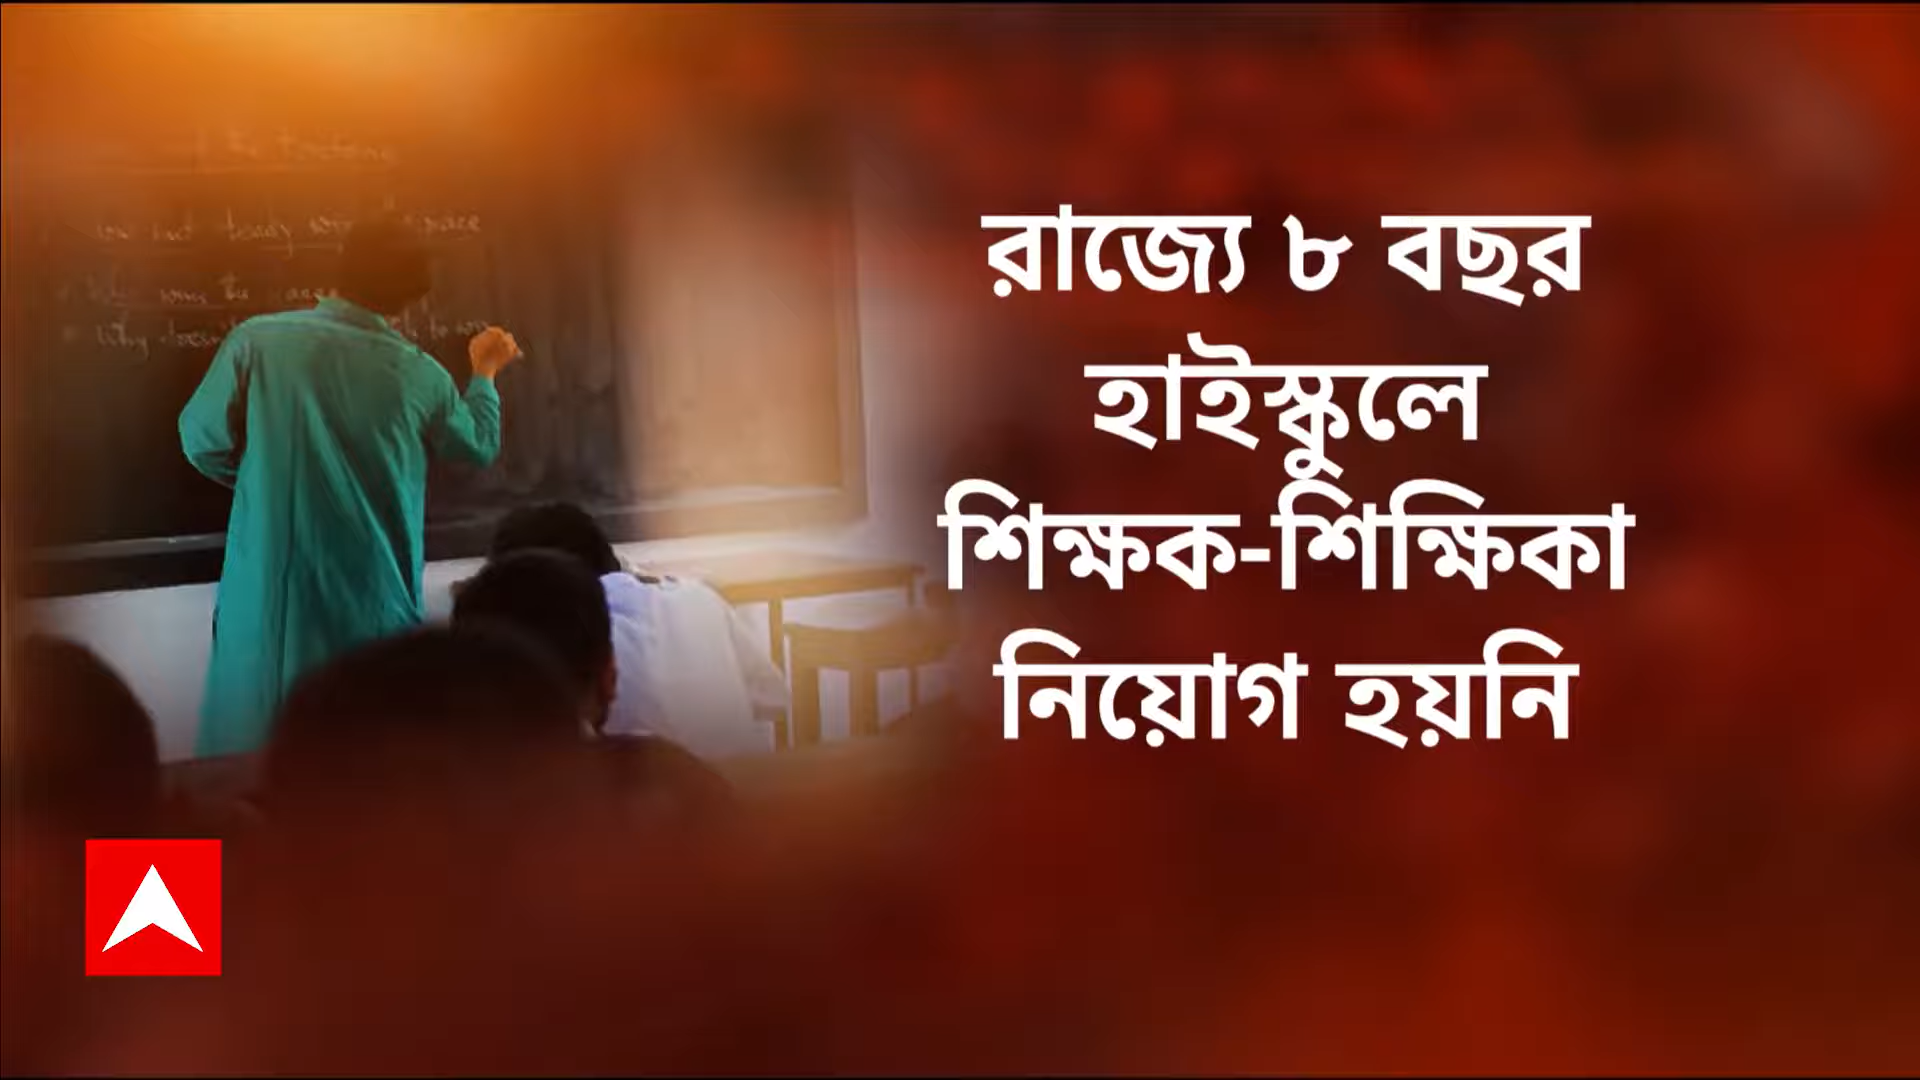 রাজ্যে ৮ বছর
হাইস্কুলে
শিক্ষক-শিক্ষিকা
নিয়োগ হয়নি